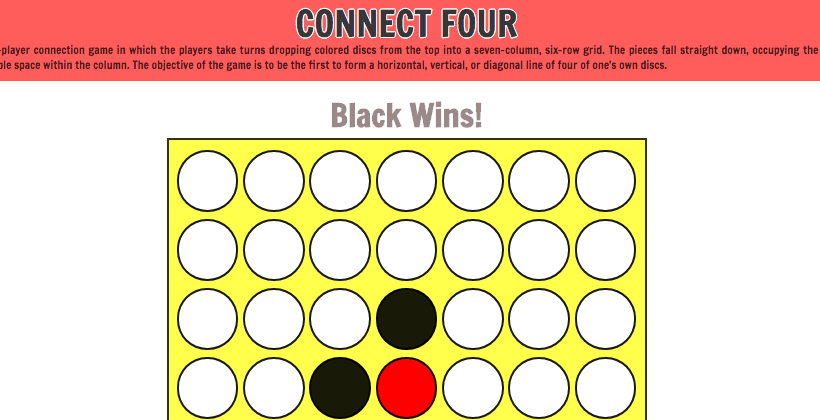 CONNECT FOUR
-player connection game in which the players take turns dropping colored discs from the top into a seven-column, six-row grid. The pieces fall straight down, occupying the
ble space within the column. The objective of the game is to be the first to form a horizontal, vertical, or diagonal line of four of one's own discs.
Black Wins!